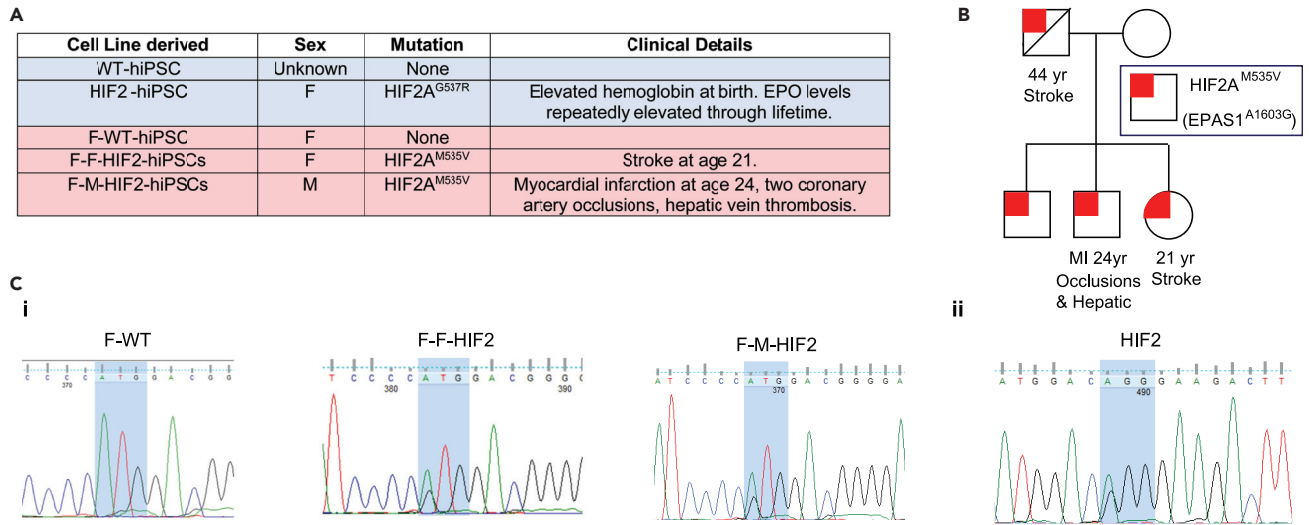 A
Cell Line derived Sex Mutation Clinical Details
WT-hiPSC Unknown None
HIF2 -hiPSC F HIF2A^G537R Elevated hemoglobin at birth. EPO levels
repeatedly elevated through lifetime.
F-WT-hiPSC F None
F-F-HIF2-hiPSCs F HIF2A^M535V Stroke at age 21.
F-M-HIF2-hiPSCs M HIF2A^M535V Myocardial infarction at age 24, two coronary
artery occlusions, hepatic vein thrombosis.
B
44 yr
Stroke
HIF2A^M535V
(EPAS1^A1603G)
MI 24yr
Occlusions
& Hepatic
21 yr
Stroke
C
i
F-WT
C C C C A T G G A C G G
370
F-F-HIF2
T C C C C A T G G A C G G G G
380 390
F-M-HIF2
A T C C C C A T G G A C G G G G A
370
ii
HIF2
A T G G A C A G G G A A G A C T T
490